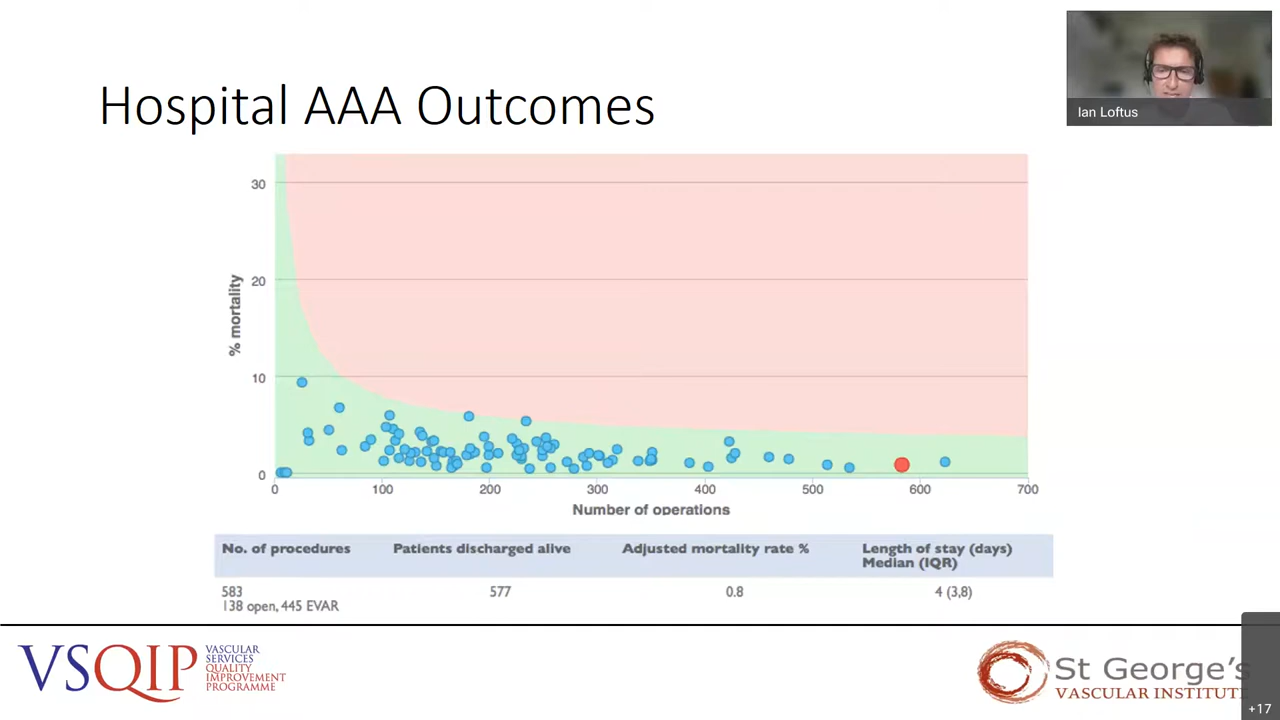 Ian Loftus
Hospital AAA Outcomes
30
20
10
0
% mortality
0 100 200 300 400 500 600 700
Number of operations
No. of procedures Patients discharged alive Adjusted mortality rate % Length of stay (days)
Median (IQR)
583 577 0.8 4 (3,8)
138 open, 445 EVAR
VSQIP
VASCULAR
SERVICES
QUALITY
IMPROVEMENT
PROGRAMME
St George's
VASCULAR INSTITUTE
+17